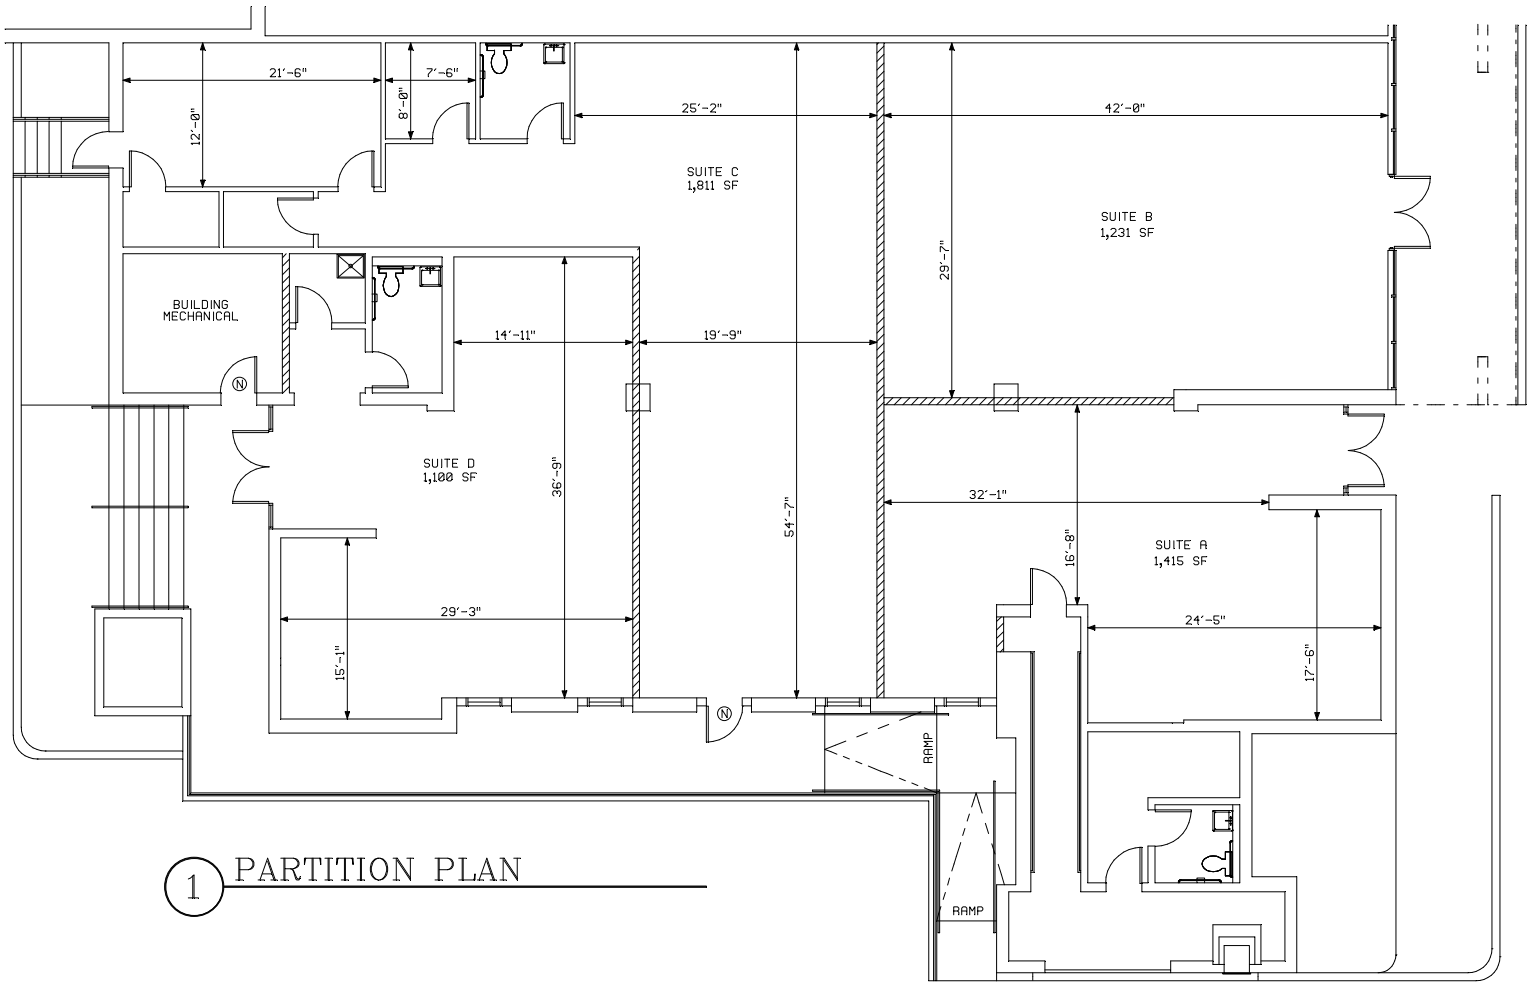 21'-6"
7'-6"
8'-0"
12'-0"
25'-2"
42'-0"
SUITE C
1,811 SF
SUITE B
1,231 SF
29'-7"
BUILDING
MECHANICAL
14'-11"
19'-9"
N
SUITE D
1,100 SF
36'-9"
54'-7"
32'-1"
16'-8"
SUITE A
1,415 SF
29'-3"
24'-5"
15'-1"
17'-6"
N
RAMP
1 PARTITION PLAN
RAMP